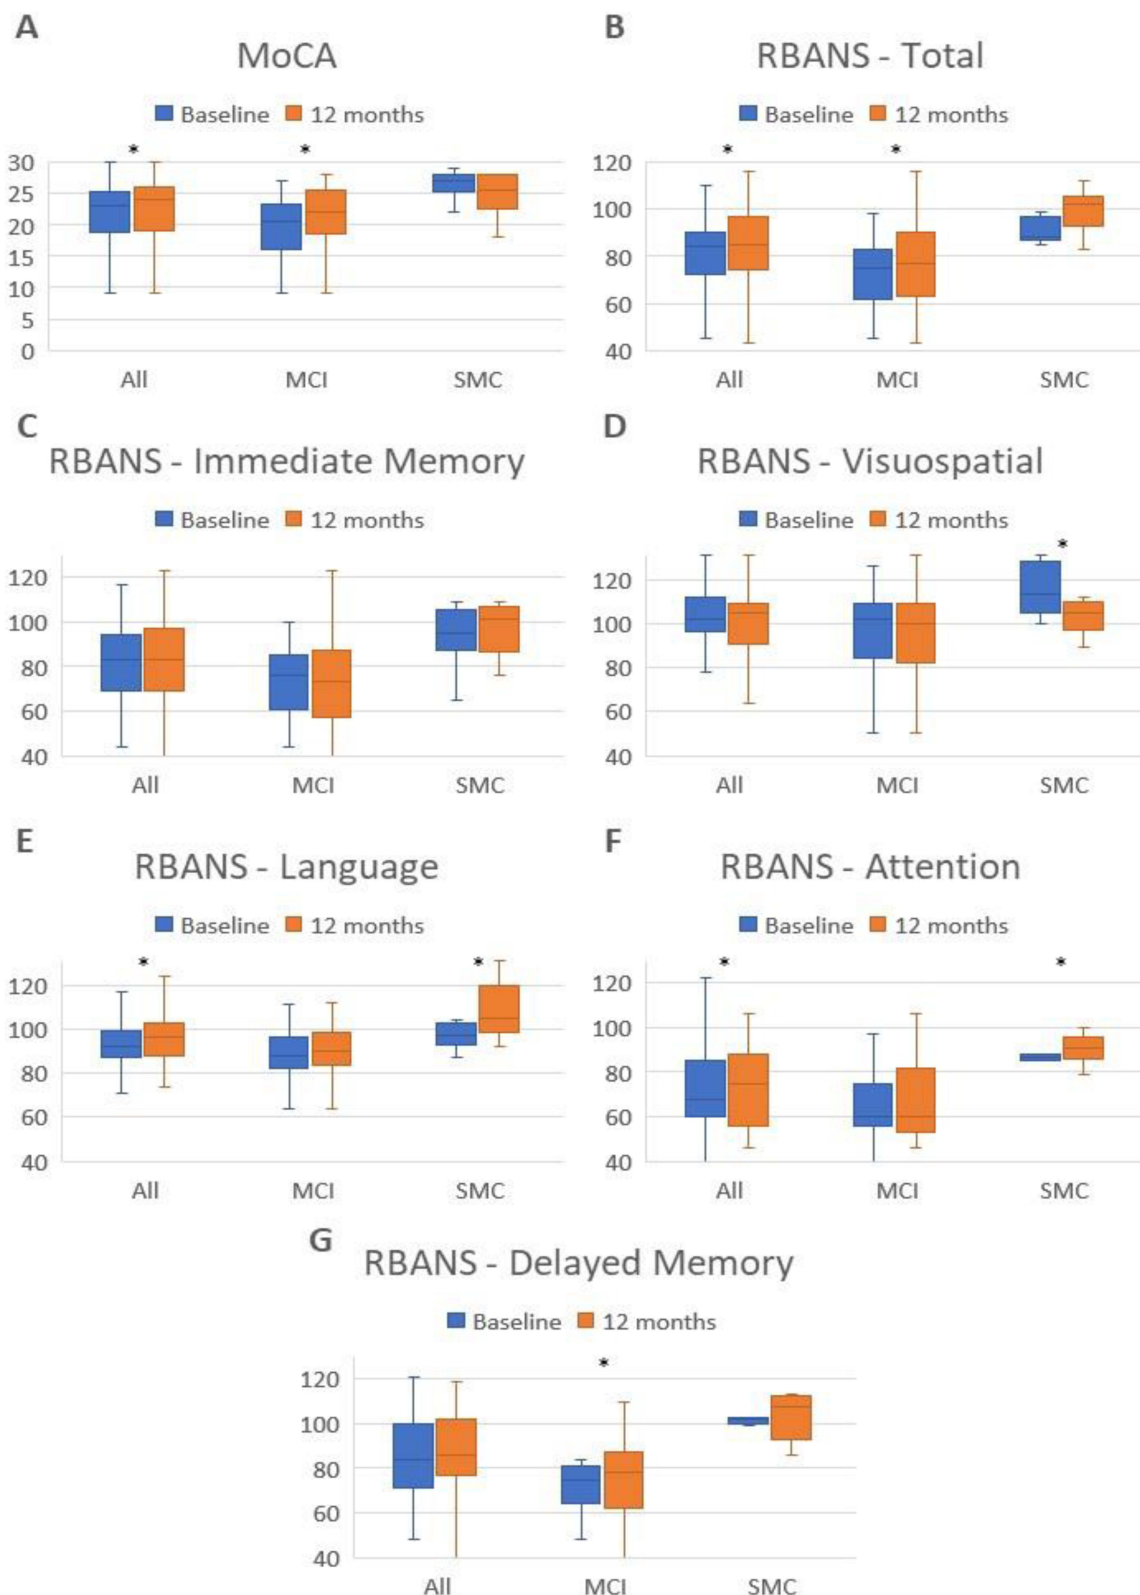 A
MoCA
Baseline 12 months
* *
30
25
20
15
10
5
0
All MCI SMC
B
RBANS - Total
Baseline 12 months
* *
120
100
80
60
40
All MCI SMC
C
RBANS - Immediate Memory
Baseline 12 months
120
100
80
60
40
All MCI SMC
D
RBANS - Visuospatial
Baseline 12 months
*
120
100
80
60
40
All MCI SMC
E
RBANS - Language
Baseline 12 months
* *
120
100
80
60
40
All MCI SMC
F
RBANS - Attention
Baseline 12 months
* *
120
100
80
60
40
All MCI SMC
G
RBANS - Delayed Memory
Baseline 12 months
*
120
100
80
60
40
All MCI SMC